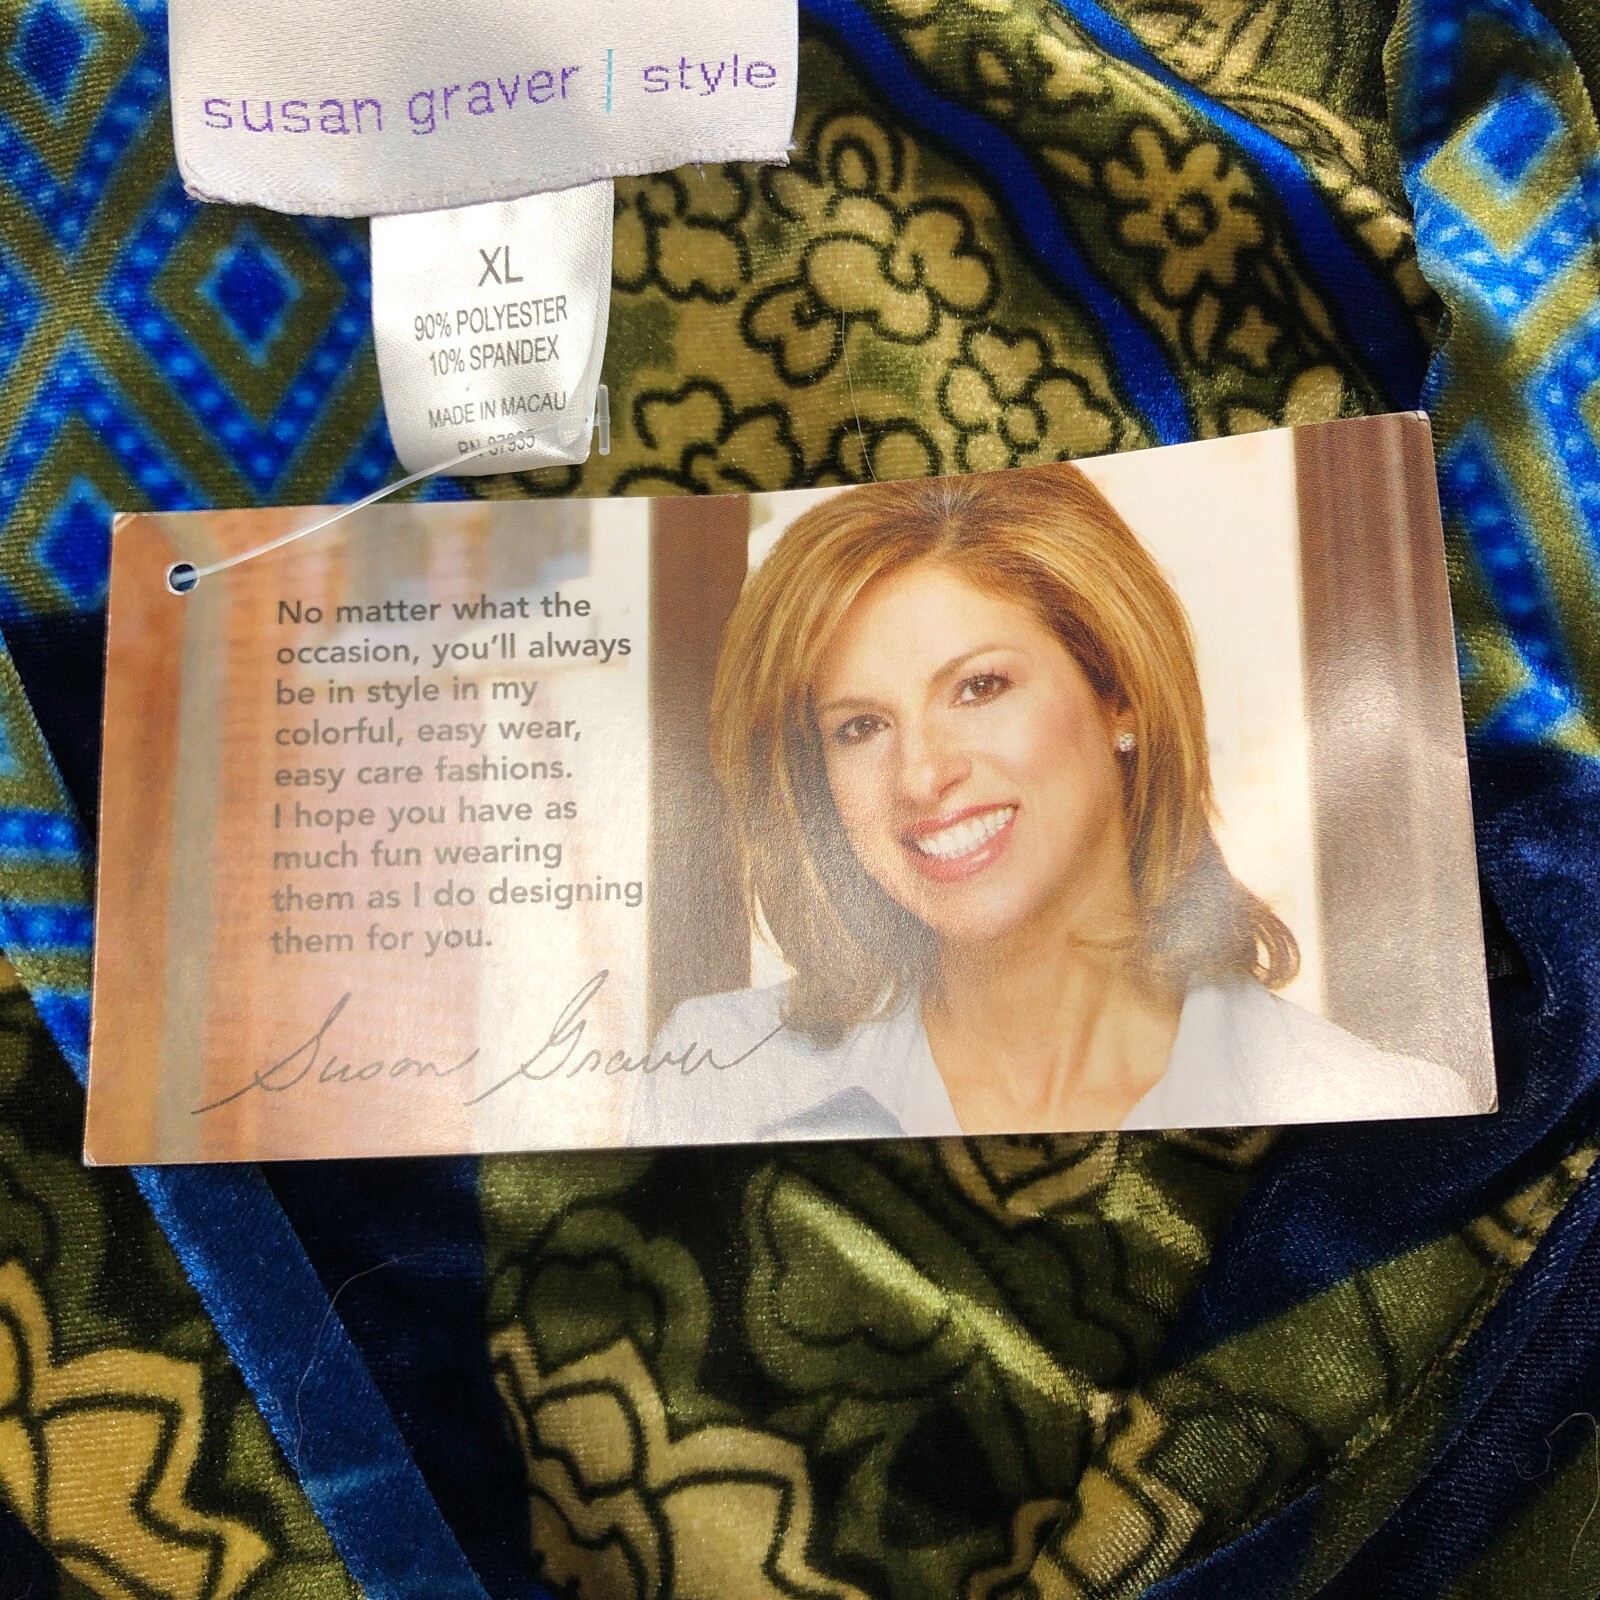 susan graver | style
XL
90% POLYESTER
10% SPANDEX
MADE IN MACAU
RN 97935
No matter what the
occasion, you'll always
be in style in my
colorful, easy wear,
easy care fashions.
I hope you have as
much fun wearing
them as I do designing
them for you.
Susan Graver